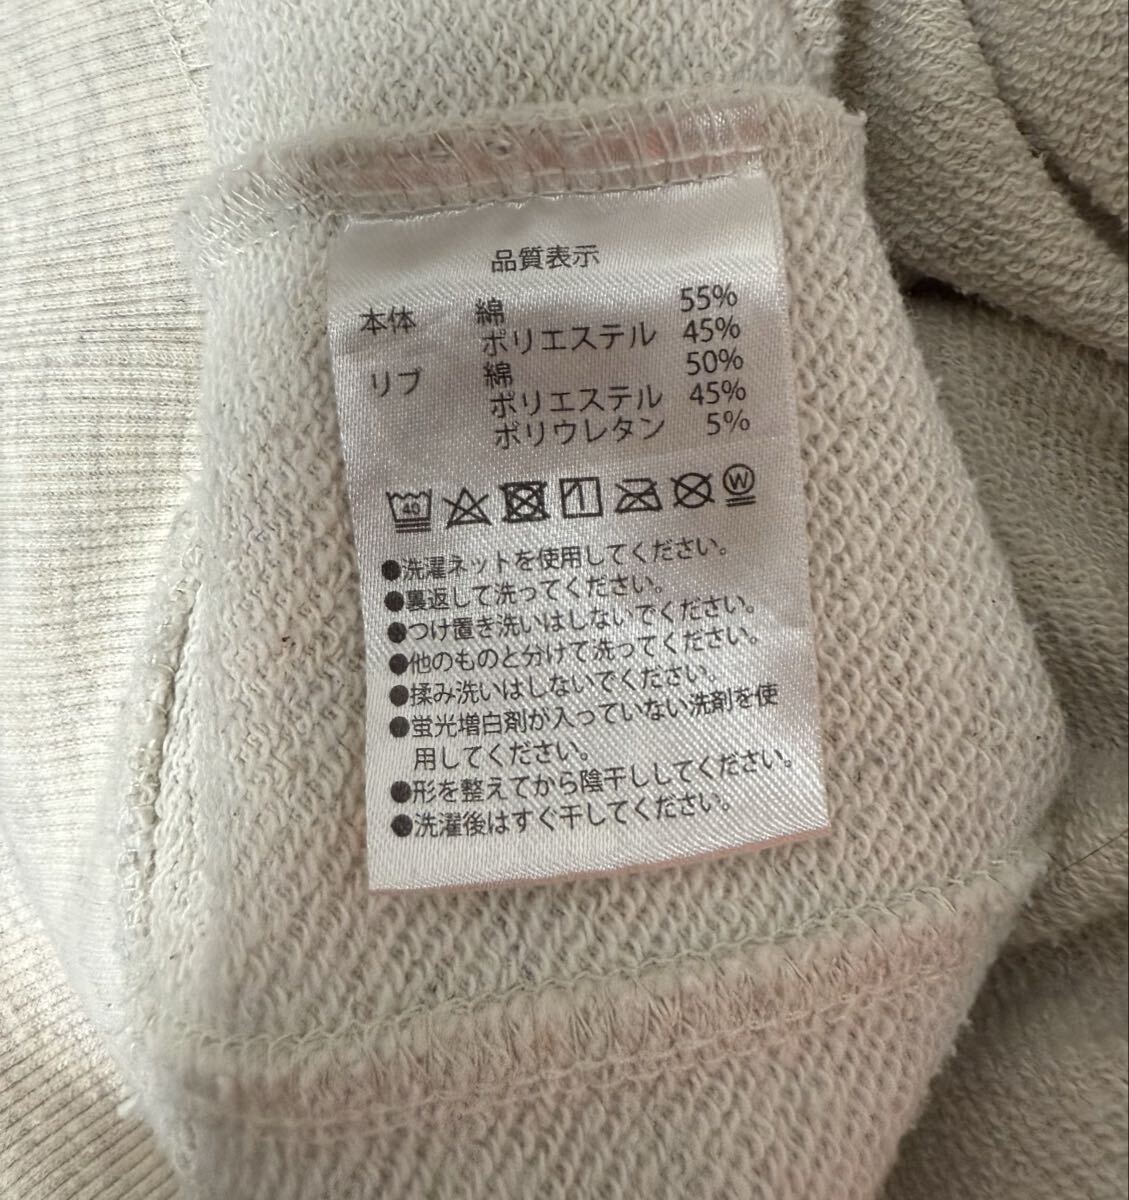 品質表示
本体 綿 55%
ポリエステル 45%
リブ 綿 50%
ポリエステル 45%
ポリウレタン 5%
40 W
●洗濯ネットを使用してください。
●裏返して洗ってください。
●つけ置き洗いはしないでください。
●他のものと分けて洗ってください。
●揉み洗いはしないでください。
●蛍光増白剤が入っていない洗剤を使
用してください。
●形を整えてから陰干ししてください。
●洗濯後はすぐ干してください。